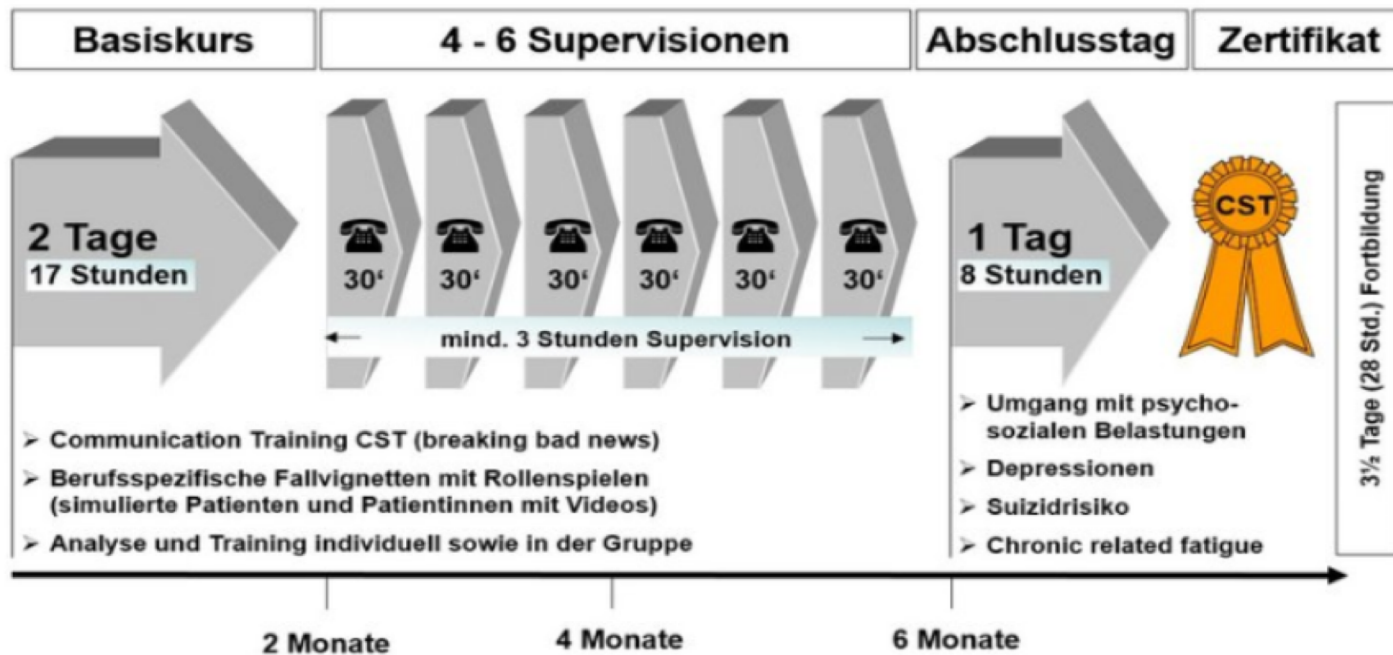 Basiskurs
4 - 6 Supervisionen
Abschlusstag
Zertifikat
2 Tage
17 Stunden
30‘
30‘
30‘
30‘
30‘
30‘
mind. 3 Stunden Supervision
1 Tag
8 Stunden
CST
3½ Tage (28 Std.) Fortbildung
➢ Communication Training CST (breaking bad news)
➢ Berufsspezifische Fallvignetten mit Rollenspielen
(simulierte Patienten und Patientinnen mit Videos)
➢ Analyse und Training individuell sowie in der Gruppe
➢ Umgang mit psycho-
sozialen Belastungen
➢ Depressionen
➢ Suizidrisiko
➢ Chronic related fatigue
2 Monate
4 Monate
6 Monate